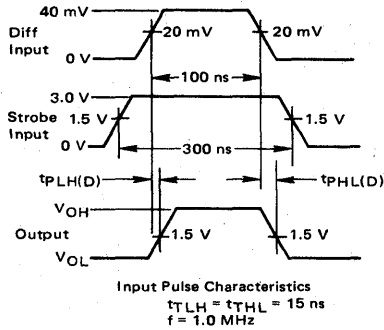 40 mV
Diff
Input
20 mV
20 mV
0 V
100 ns
3.0 V
Strobe
Input
1.5 V
1.5 V
0 V
300 ns
tPLH(D)
tPHL(D)
VOH
Output
1.5 V
1.5 V
VOL
Input Pulse Characteristics
tTLH = tTHL = 15 ns
f = 1.0 MHz